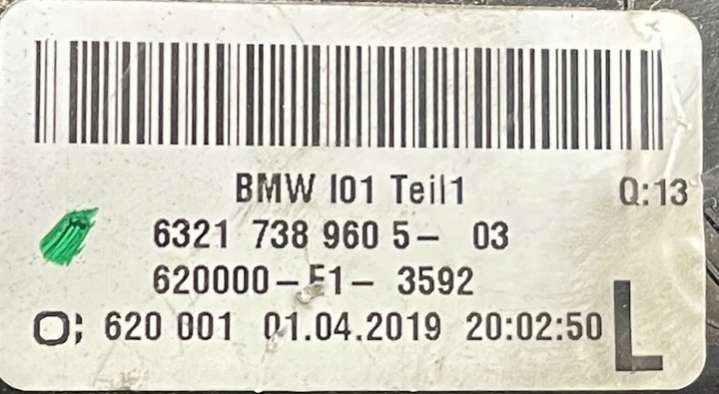 BMW I01 Teil1
Q:13
6321 738 960 5- 03
620000-E1- 3592
O; 620 001 01.04.2019 20:02:50
L